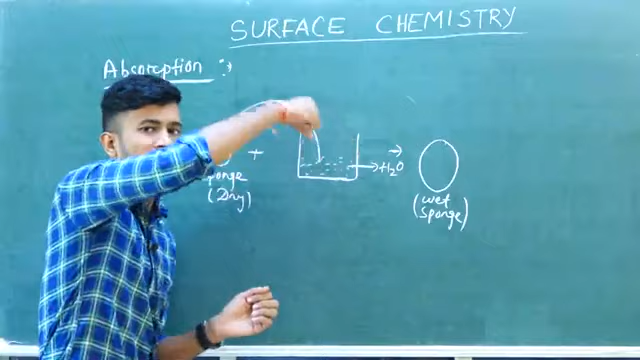 SURFACE CHEMISTRY
Absorption :→
+ → H₂O →
ponge
(Dry)
(wet
Sponge)